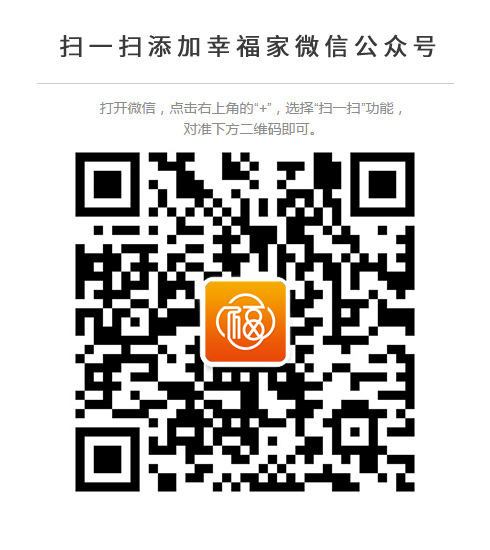 扫一扫添加幸福家微信公众号
打开微信，点击右上角的“+”，选择“扫一扫”功能，
对准下方二维码即可。
福